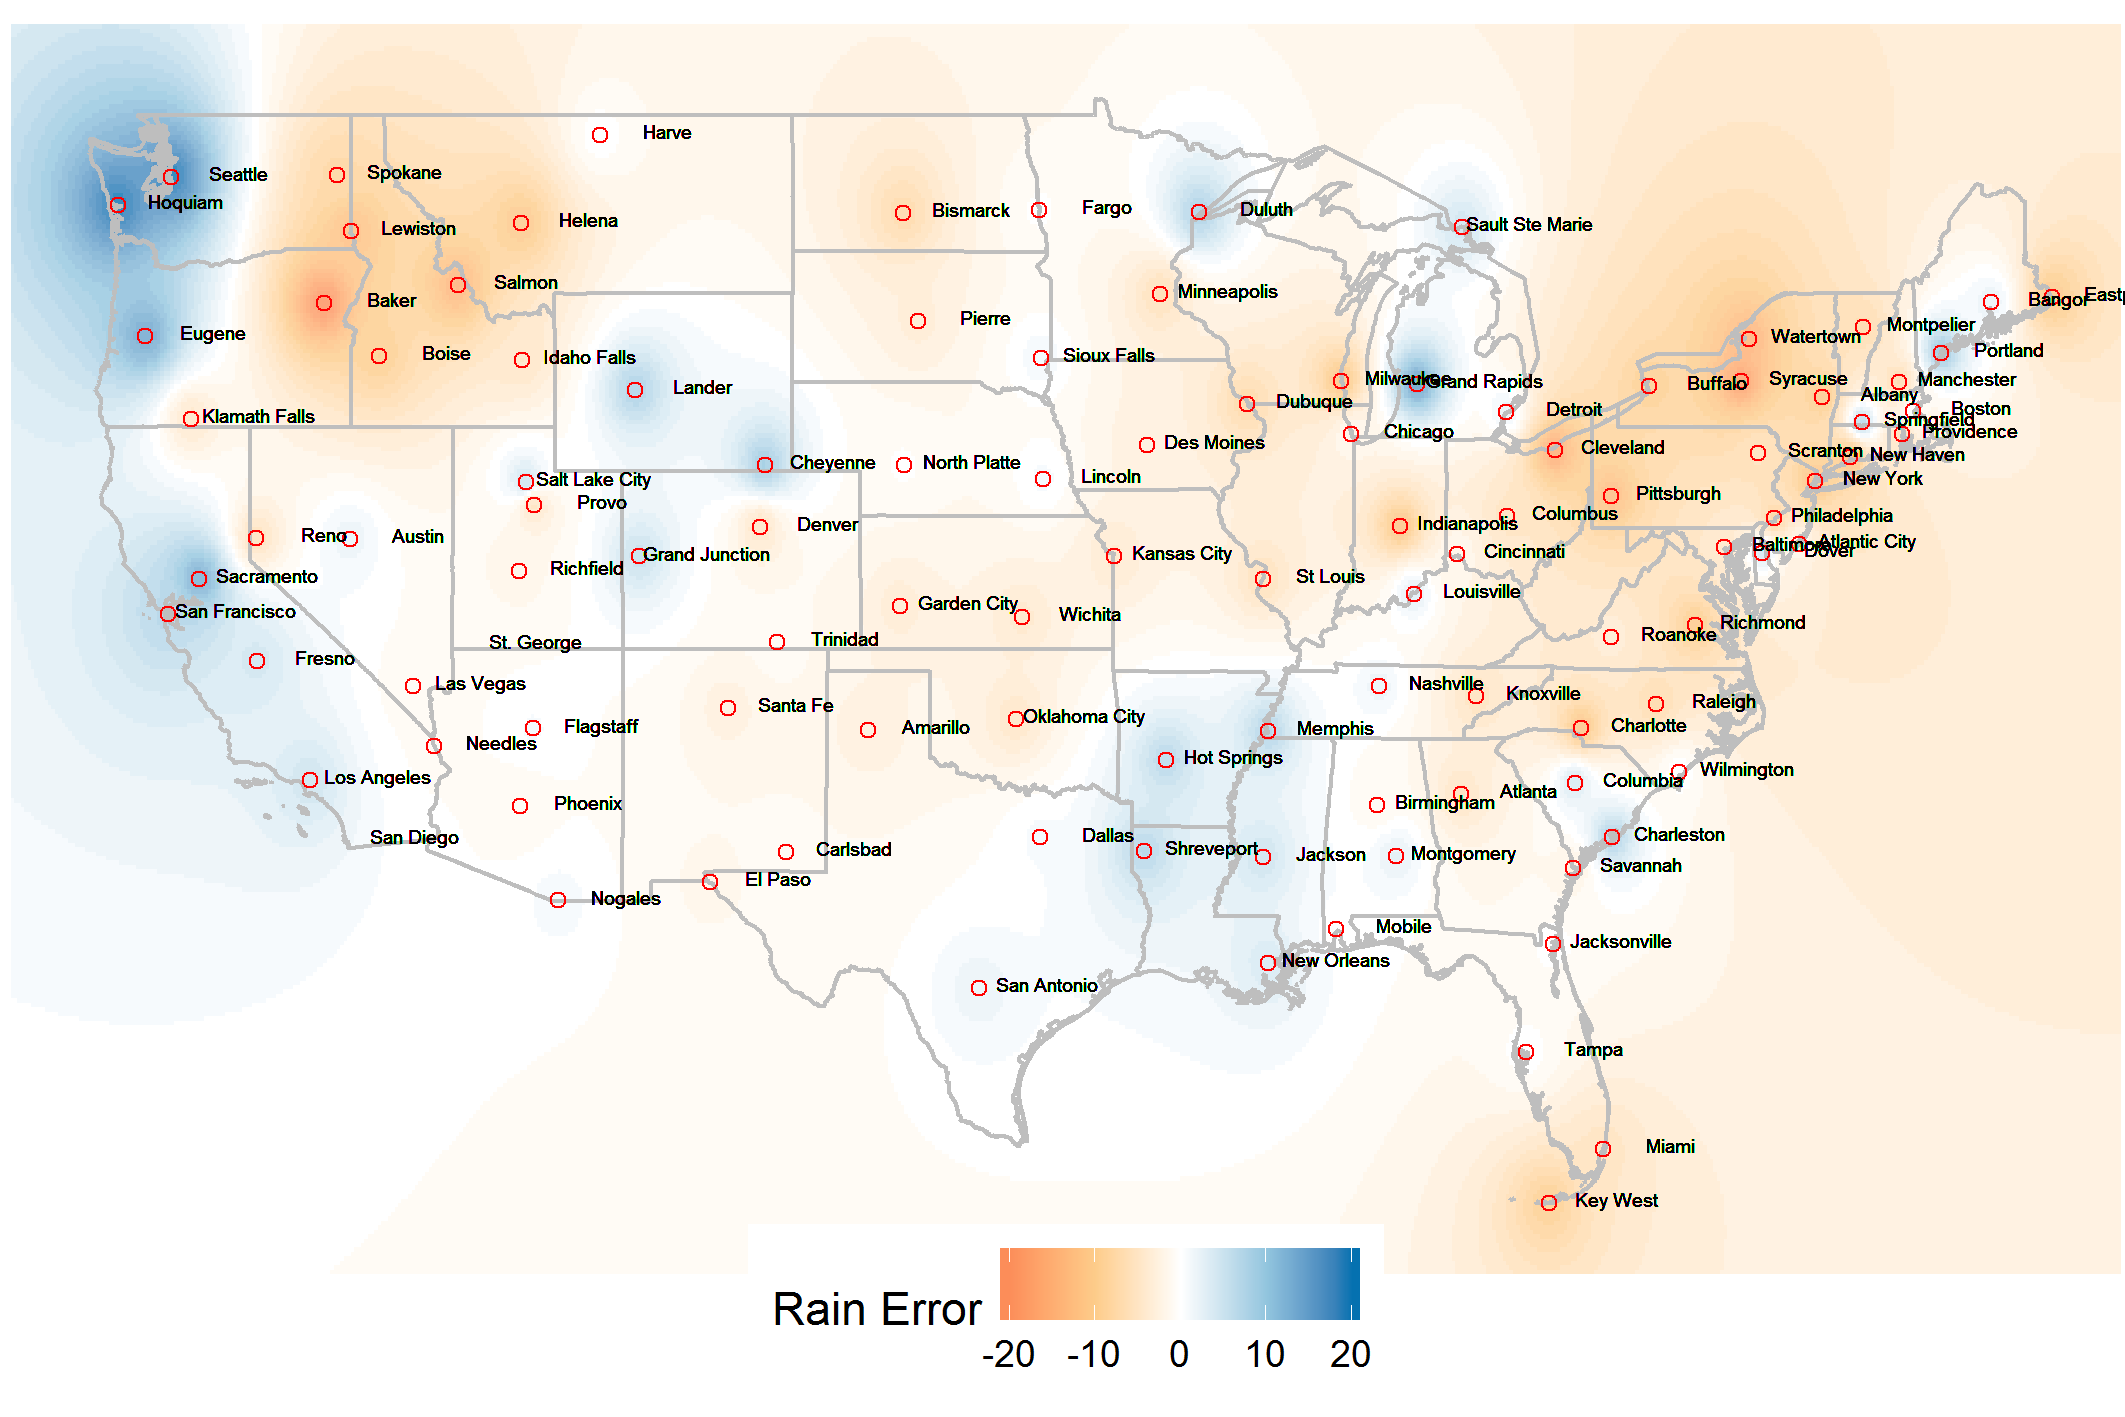 Harve
Seattle
Spokane
Hoquiam
Bismarck
Fargo
Duluth
Helena
Lewiston
Sault Ste Marie
Salmon
Minneapolis
Baker
Bangor
Pierre
Montpelier
Eugene
Watertown
Boise
Idaho Falls
Sioux Falls
Portland
Milwaukee
Grand Rapids
Buffalo
Syracuse
Manchester
Lander
Albany
Dubuque
Detroit
Boston
Klamath Falls
Springfield
Chicago
Providence
Des Moines
Cleveland
Scranton
New Haven
Cheyenne
North Platte
Salt Lake City
Lincoln
New York
Provo
Pittsburgh
Columbus
Philadelphia
Denver
Indianapolis
Reno
Austin
Atlantic City
Baltimore
Dover
Grand Junction
Kansas City
Cincinnati
Richfield
Sacramento
St Louis
Louisville
San Francisco
Garden City
Wichita
Richmond
Roanoke
St. George
Trinidad
Fresno
Las Vegas
Nashville
Knoxville
Santa Fe
Raleigh
Oklahoma City
Flagstaff
Amarillo
Memphis
Charlotte
Needles
Hot Springs
Los Angeles
Wilmington
Columbia
Phoenix
Birmingham
Atlanta
San Diego
Dallas
Charleston
Carlsbad
Shreveport
Jackson
Montgomery
El Paso
Savannah
Nogales
Mobile
Jacksonville
New Orleans
San Antonio
Tampa
Miami
Key West
Rain Error
-20 -10 0 10 20